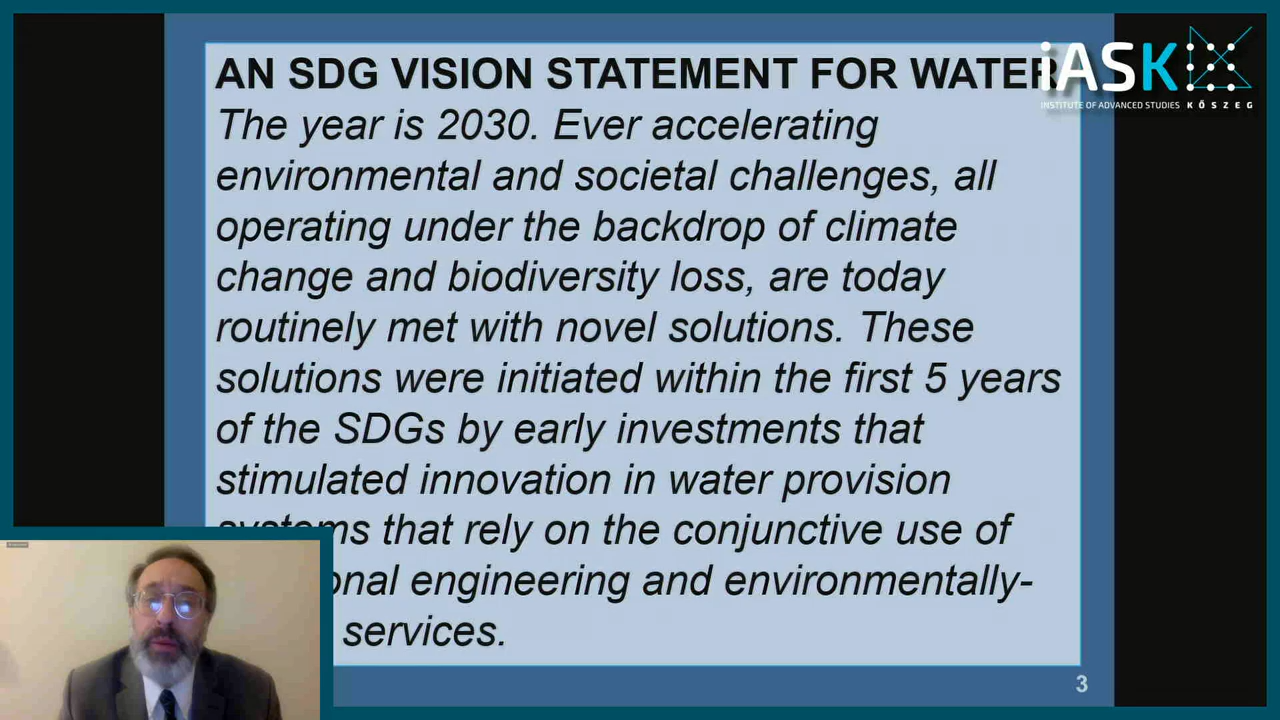 AN SDG VISION STATEMENT FOR WATER
The year is 2030. Ever accelerating
environmental and societal challenges, all
operating under the backdrop of climate
change and biodiversity loss, are today
routinely met with novel solutions. These
solutions were initiated within the first 5 years
of the SDGs by early investments that
stimulated innovation in water provision
systems that rely on the conjunctive use of
engineering and environmentally-
services.
3
iASK
INSTITUTE OF ADVANCED STUDIES KŐSZEG